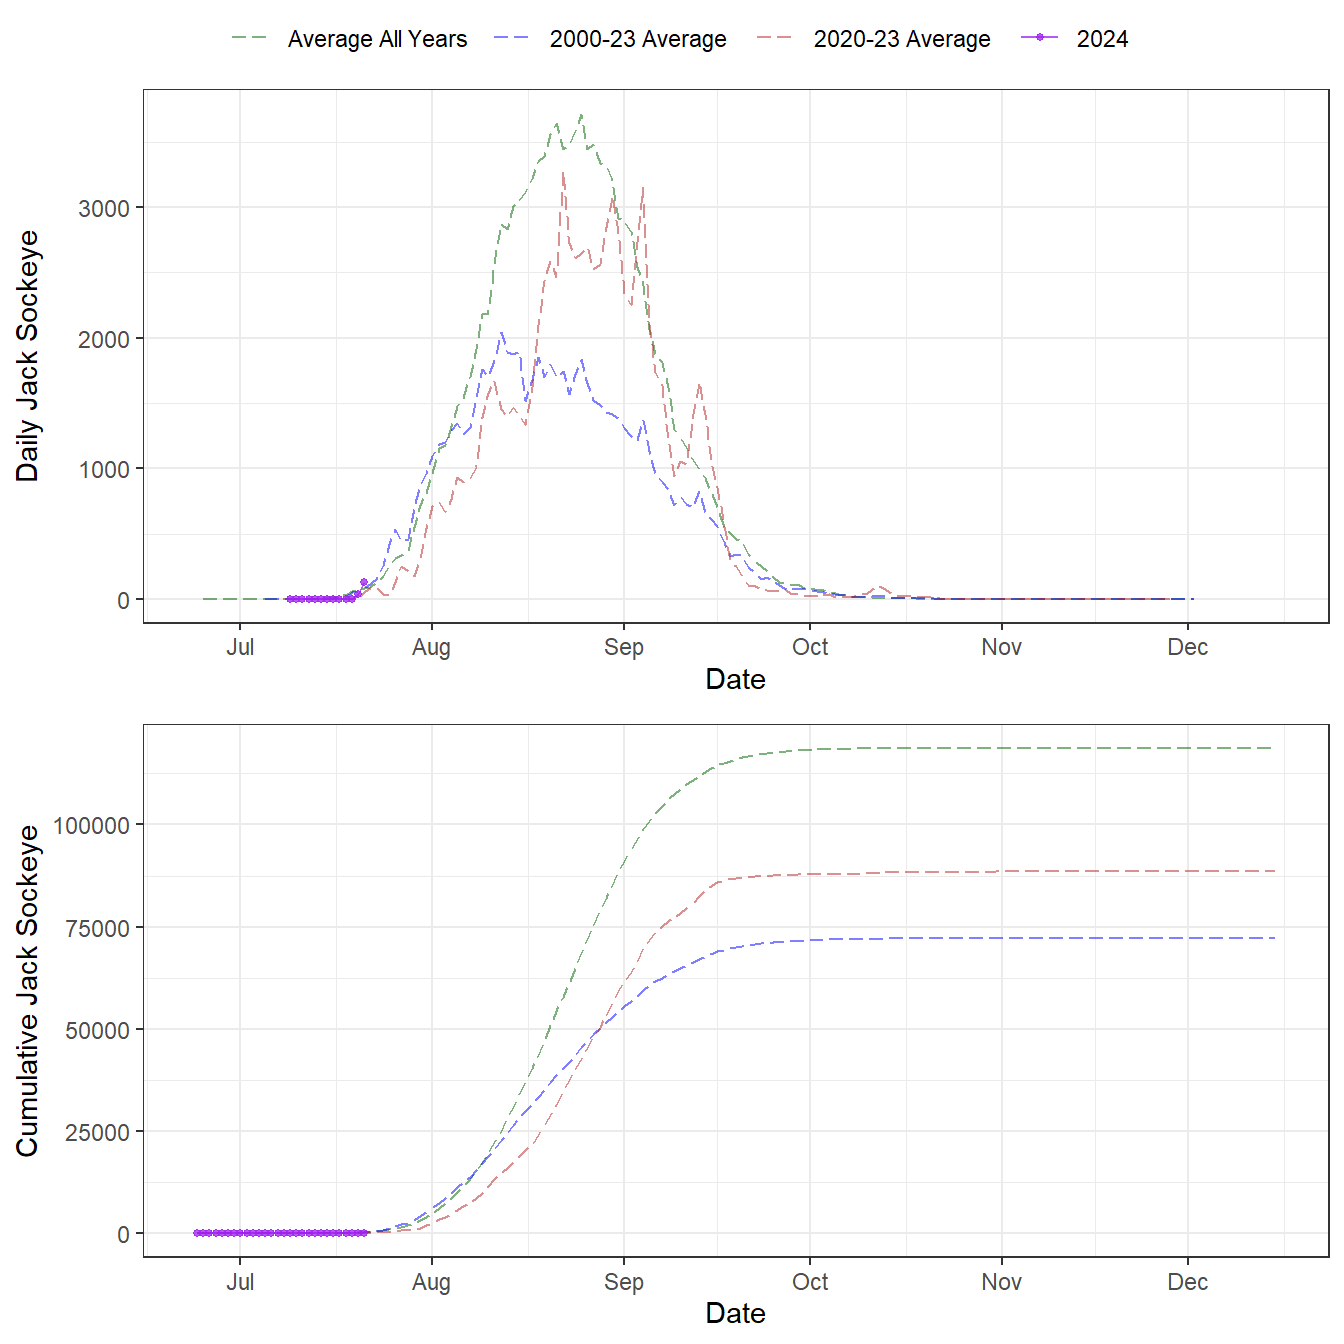 Average All Years 2000-23 Average 2020-23 Average 2024
Daily Jack Sockeye
3000
2000
1000
0
Jul Aug Sep Oct Nov Dec
Date
Cumulative Jack Sockeye
100000
75000
50000
25000
0
Jul Aug Sep Oct Nov Dec
Date